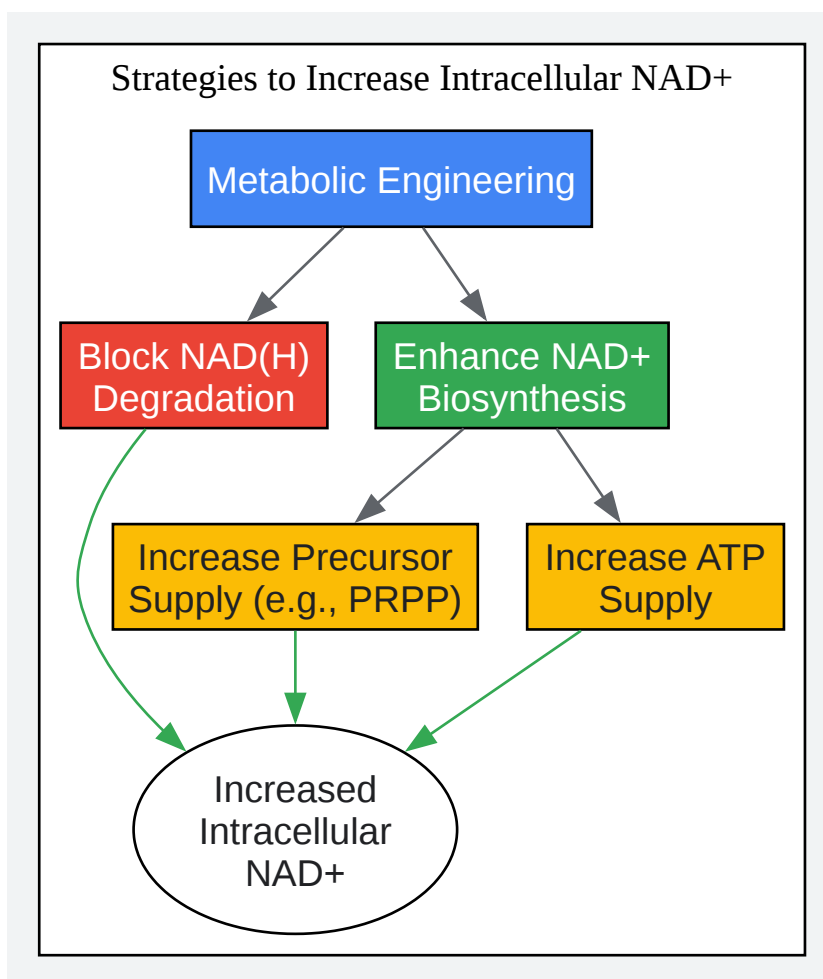 Strategies to Increase Intracellular NAD+
Metabolic Engineering
Block NAD(H)
Degradation
Enhance NAD+
Biosynthesis
Increase Precursor
Supply (e.g., PRPP)
Increase ATP
Supply
Increased
Intracellular
NAD+